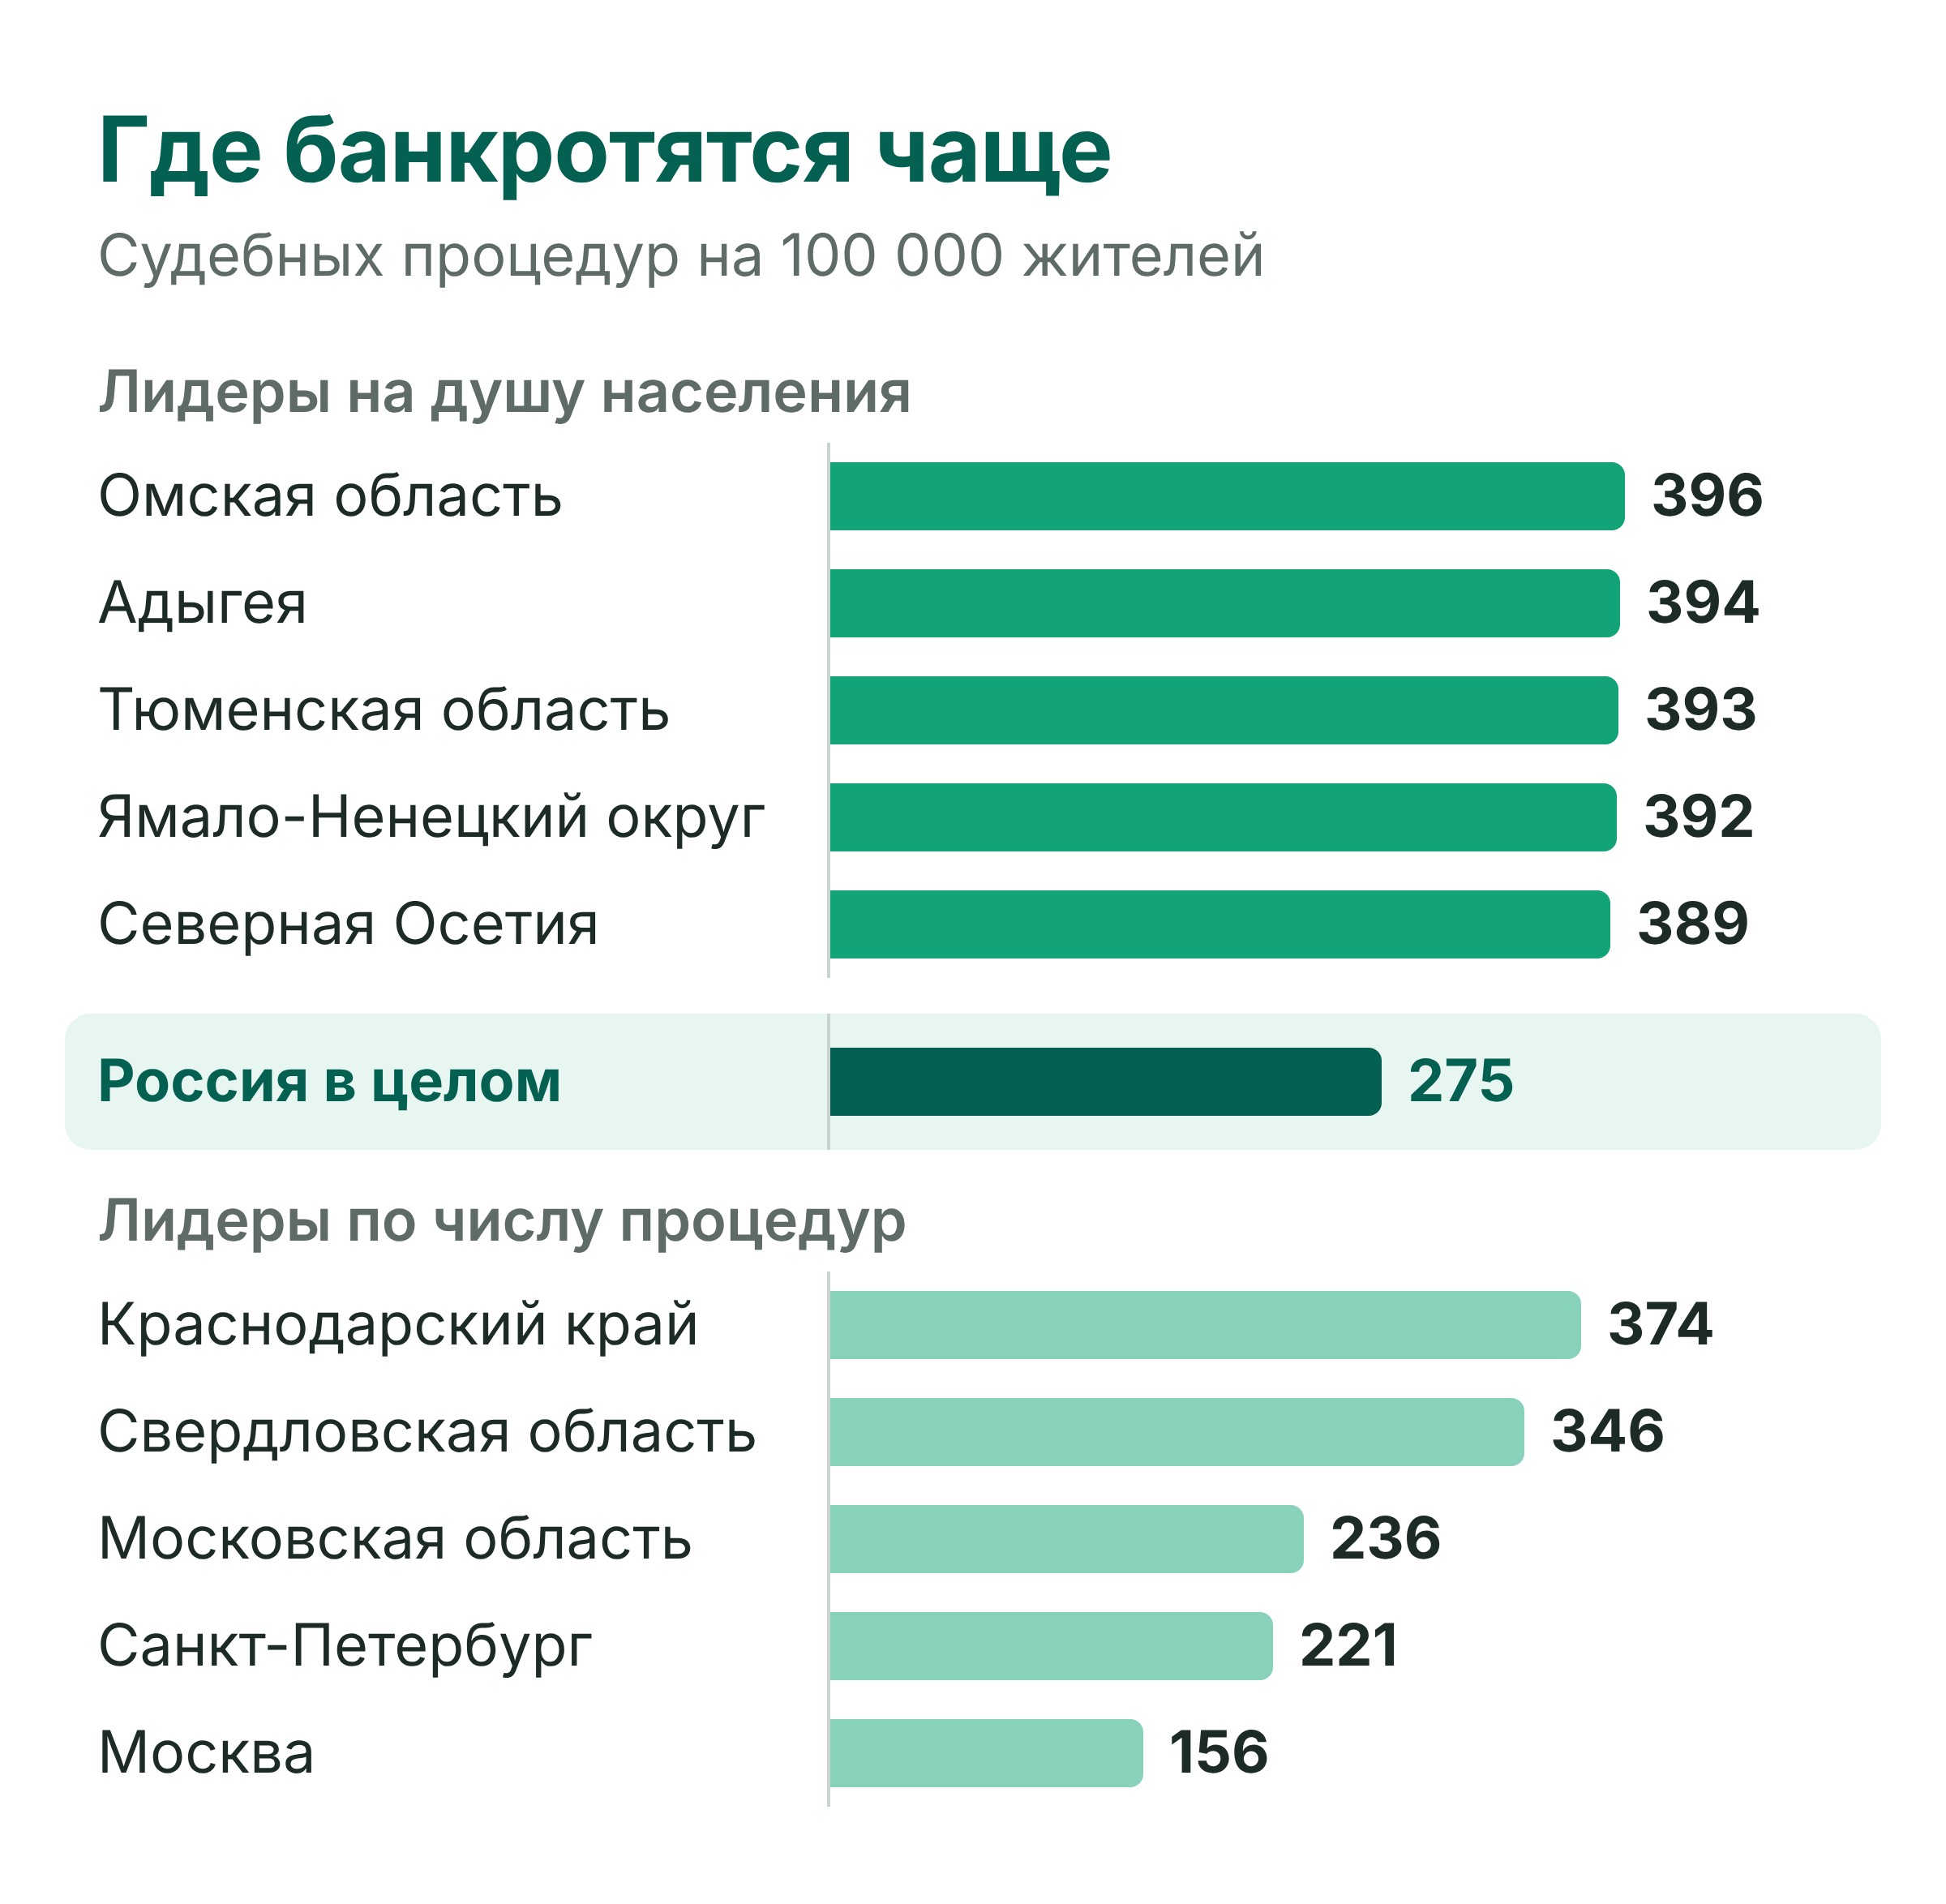 Где банкротятся чаще
Судебных процедур на 100 000 жителей
Лидеры на душу населения
Омская область 396
Адыгея 394
Тюменская область 393
Ямало-Ненецкий округ 392
Северная Осетия 389
Россия в целом 275
Лидеры по числу процедур
Краснодарский край 374
Свердловская область 346
Московская область 236
Санкт-Петербург 221
Москва 156